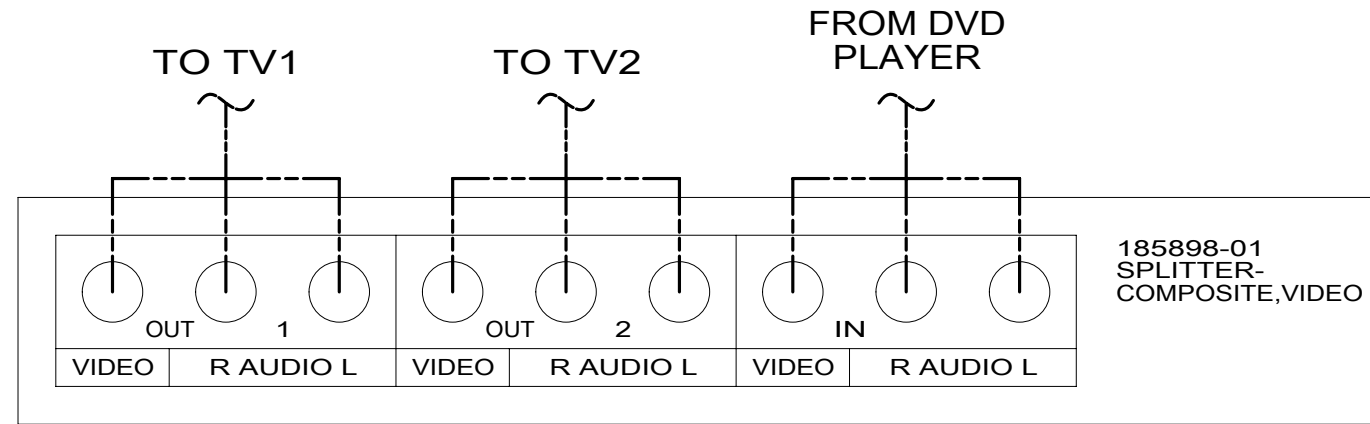 FROM DVD
PLAYER
TO TV1
TO TV2
185898-01
SPLITTER-
COMPOSITE,VIDEO
OUT 1
OUT 2
IN
VIDEO R AUDIO L VIDEO R AUDIO L VIDEO R AUDIO L